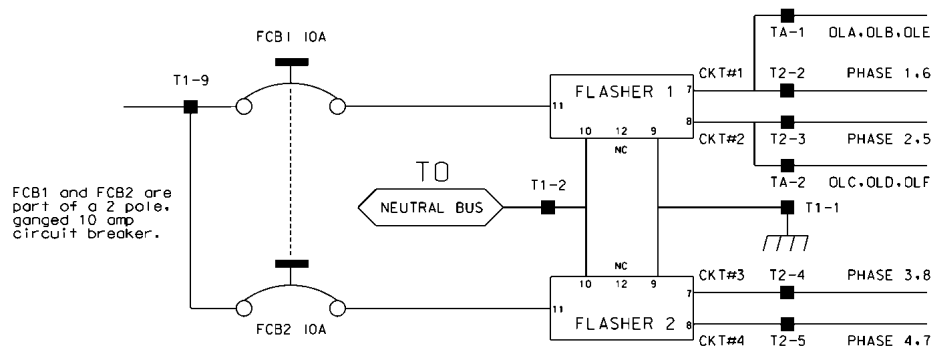 FCB1 10A
T1-9
TA-1 OLA,OLB,OLE
CKT#1 T2-2 PHASE 1,6
7
FLASHER 1
11
8
10 12 9
NC
CKT#2 T2-3 PHASE 2,5
TO
NEUTRAL BUS
T1-2
TA-2 OLC,OLD,OLF
T1-1
FCB1 and FCB2 are
part of a 2 pole,
ganged 10 amp
circuit breaker.
NC
10 12 9
CKT#3 T2-4 PHASE 3,8
7
11
FLASHER 2
8
FCB2 10A
CKT#4 T2-5 PHASE 4,7